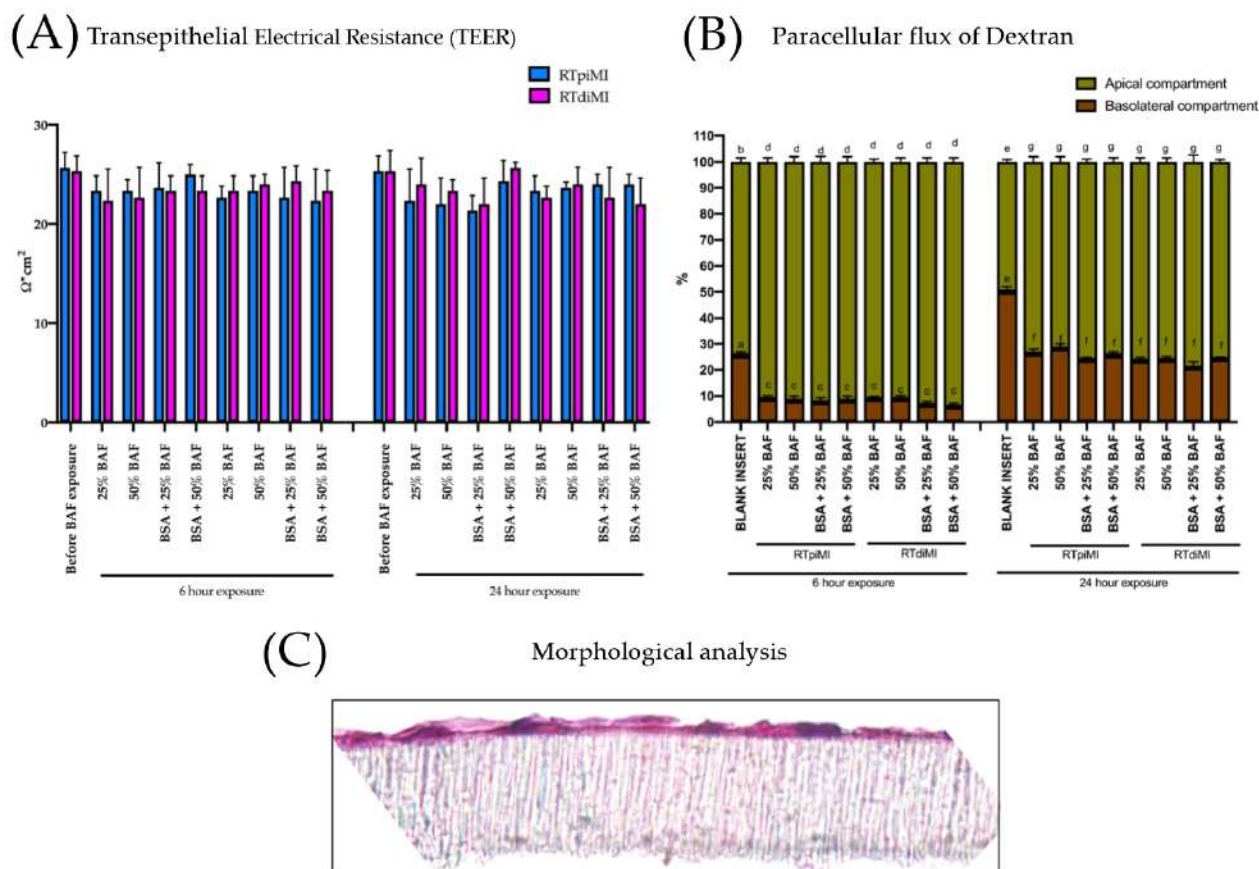 (A) Transepithelial Electrical Resistance (TEER)
RTpiMI
RTdiMI
30
20
10
0
Ω*cm²
Before BAF exposure
25% BAF
50% BAF
BSA + 25% BAF
BSA + 50% BAF
25% BAF
50% BAF
BSA + 25% BAF
BSA + 50% BAF
6 hour exposure
Before BAF exposure
25% BAF
50% BAF
BSA + 25% BAF
BSA + 50% BAF
25% BAF
50% BAF
BSA + 25% BAF
BSA + 50% BAF
24 hour exposure
(B) Paracellular flux of Dextran
Apical compartment
Basolateral compartment
110
100
90
80
70
60
50
40
30
20
10
0
%
b d d d d d d d d
e g g g g g g g g
a c c c c c c c c
e f f f f f f f f
BLANK INSERT
25% BAF
50% BAF
BSA + 25% BAF
BSA + 50% BAF
25% BAF
50% BAF
BSA + 25% BAF
BSA + 50% BAF
RTpiMI
RTdiMI
6 hour exposure
BLANK INSERT
25% BAF
50% BAF
BSA + 25% BAF
BSA + 50% BAF
25% BAF
50% BAF
BSA + 25% BAF
BSA + 50% BAF
RTpiMI
RTdiMI
24 hour exposure
(C) Morphological analysis